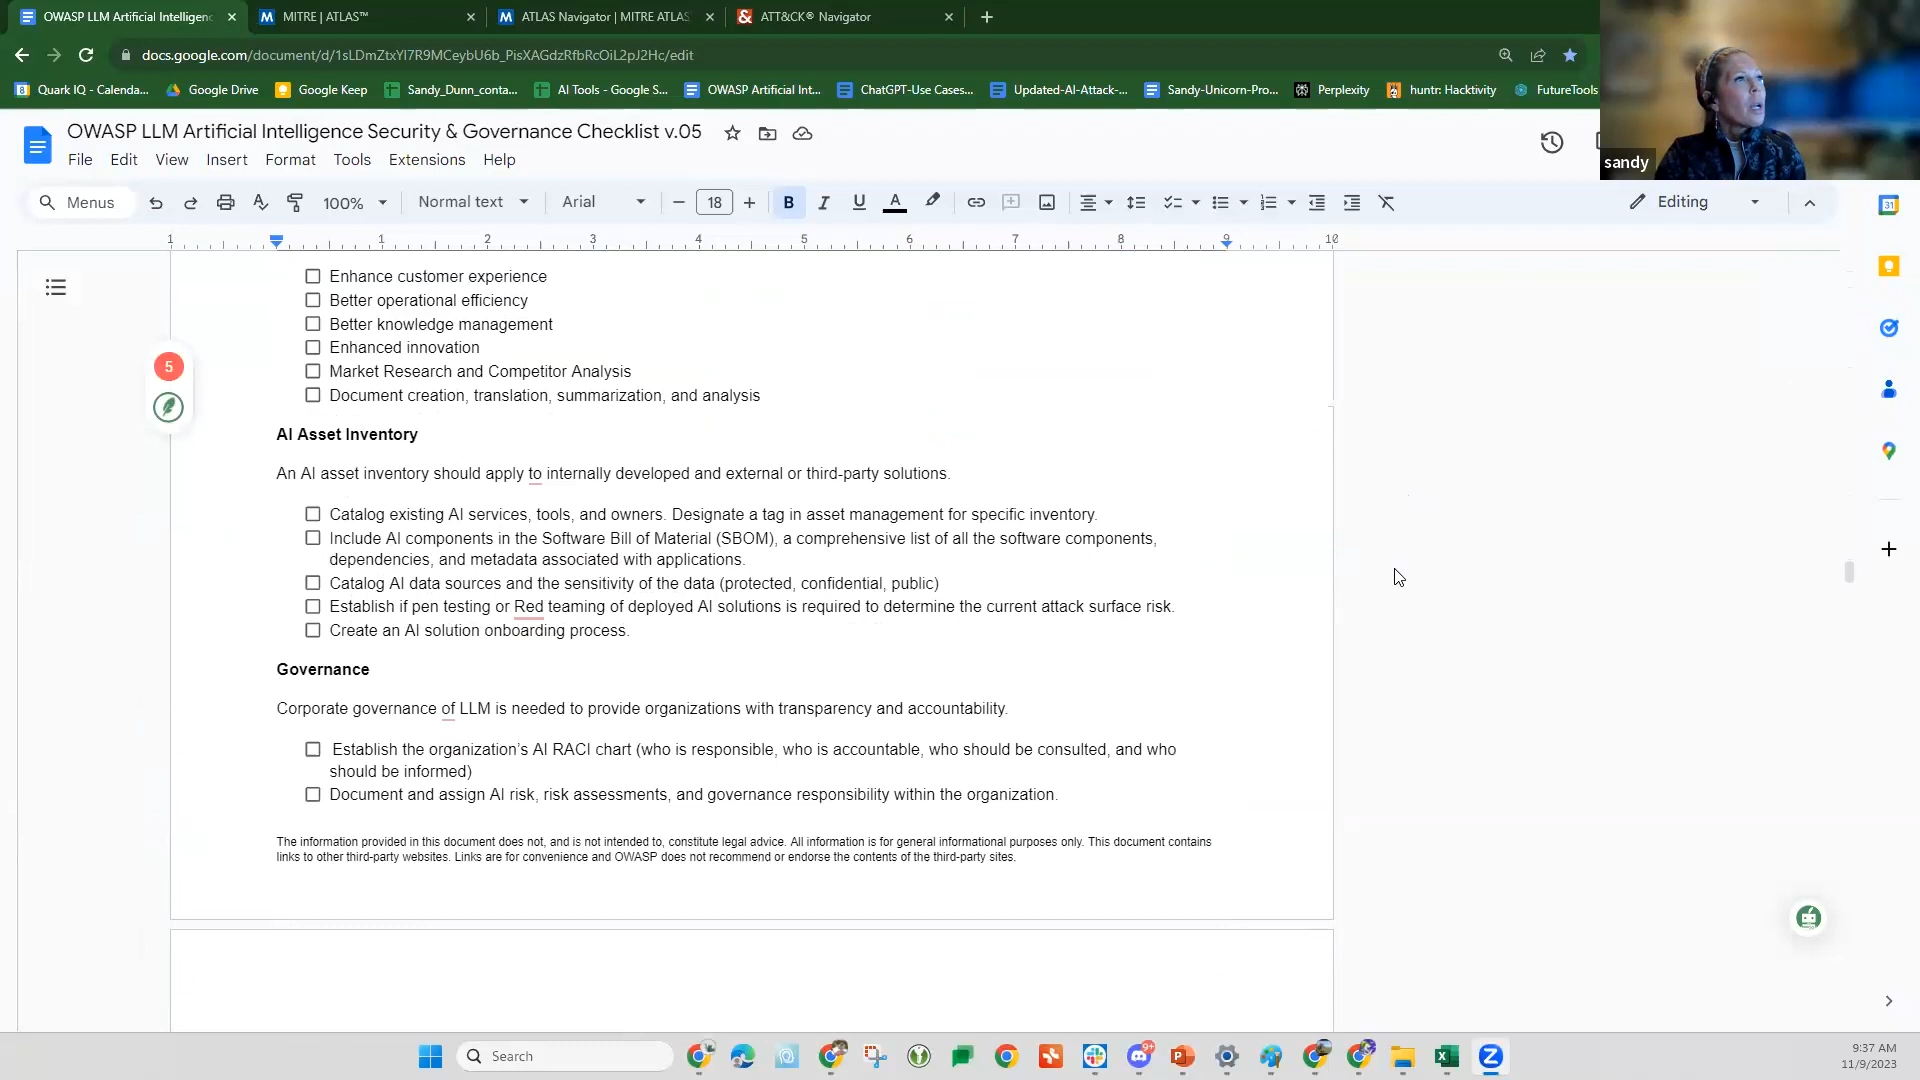 OWASP LLM Artificial Intelligenc
MITRE | ATLAS™
ATLAS Navigator | MITRE ATLAS
ATT&CK® Navigator
docs.google.com/document/d/1sLDmZtxYl7R9MCeybU6b_PisXAGdzRfbRcOiL2pJ2Hc/edit
Quark IQ - Calenda...
Google Drive
Google Keep
Sandy_Dunn_conta...
AI Tools - Google S...
OWASP Artificial Int...
ChatGPT-Use Cases...
Updated-AI-Attack-...
Sandy-Unicorn-Pro...
Perplexity
huntr: Hacktivity
FutureTools
sandy
OWASP LLM Artificial Intelligence Security & Governance Checklist v.05
File Edit View Insert Format Tools Extensions Help
Menus 100% Normal text Arial 18 B I U A Editing
1 1 2 3 4 5 6 7 8 9 10
5
Enhance customer experience
Better operational efficiency
Better knowledge management
Enhanced innovation
Market Research and Competitor Analysis
Document creation, translation, summarization, and analysis
AI Asset Inventory
An AI asset inventory should apply to internally developed and external or third-party solutions.
Catalog existing AI services, tools, and owners. Designate a tag in asset management for specific inventory.
Include AI components in the Software Bill of Material (SBOM), a comprehensive list of all the software components,
dependencies, and metadata associated with applications.
Catalog AI data sources and the sensitivity of the data (protected, confidential, public)
Establish if pen testing or Red teaming of deployed AI solutions is required to determine the current attack surface risk.
Create an AI solution onboarding process.
Governance
Corporate governance of LLM is needed to provide organizations with transparency and accountability.
Establish the organization's AI RACI chart (who is responsible, who is accountable, who should be consulted, and who
should be informed)
Document and assign AI risk, risk assessments, and governance responsibility within the organization.
The information provided in this document does not, and is not intended to, constitute legal advice. All information is for general informational purposes only. This document contains
links to other third-party websites. Links are for convenience and OWASP does not recommend or endorse the contents of the third-party sites.
Search
9:37 AM
11/9/2023